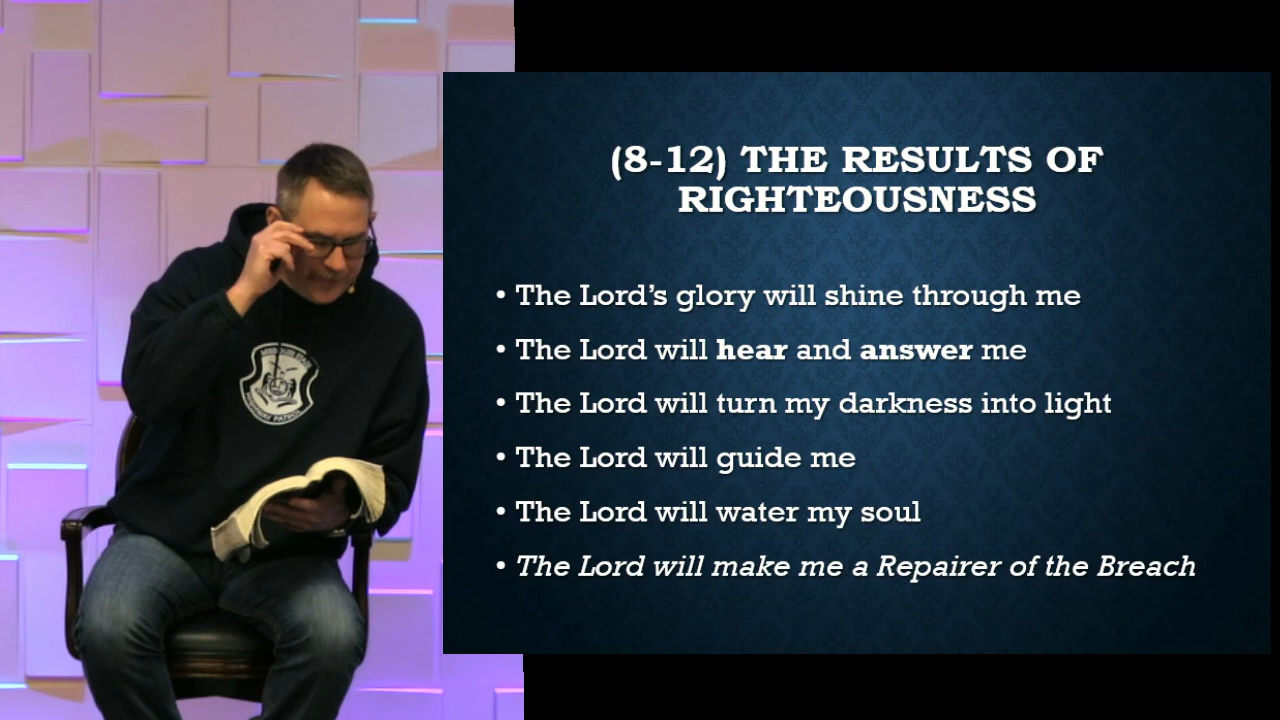 (8-12) THE RESULTS OF
RIGHTEOUSNESS
• The Lord’s glory will shine through me
• The Lord will hear and answer me
• The Lord will turn my darkness into light
• The Lord will guide me
• The Lord will water my soul
• The Lord will make me a Repairer of the Breach
PATROL